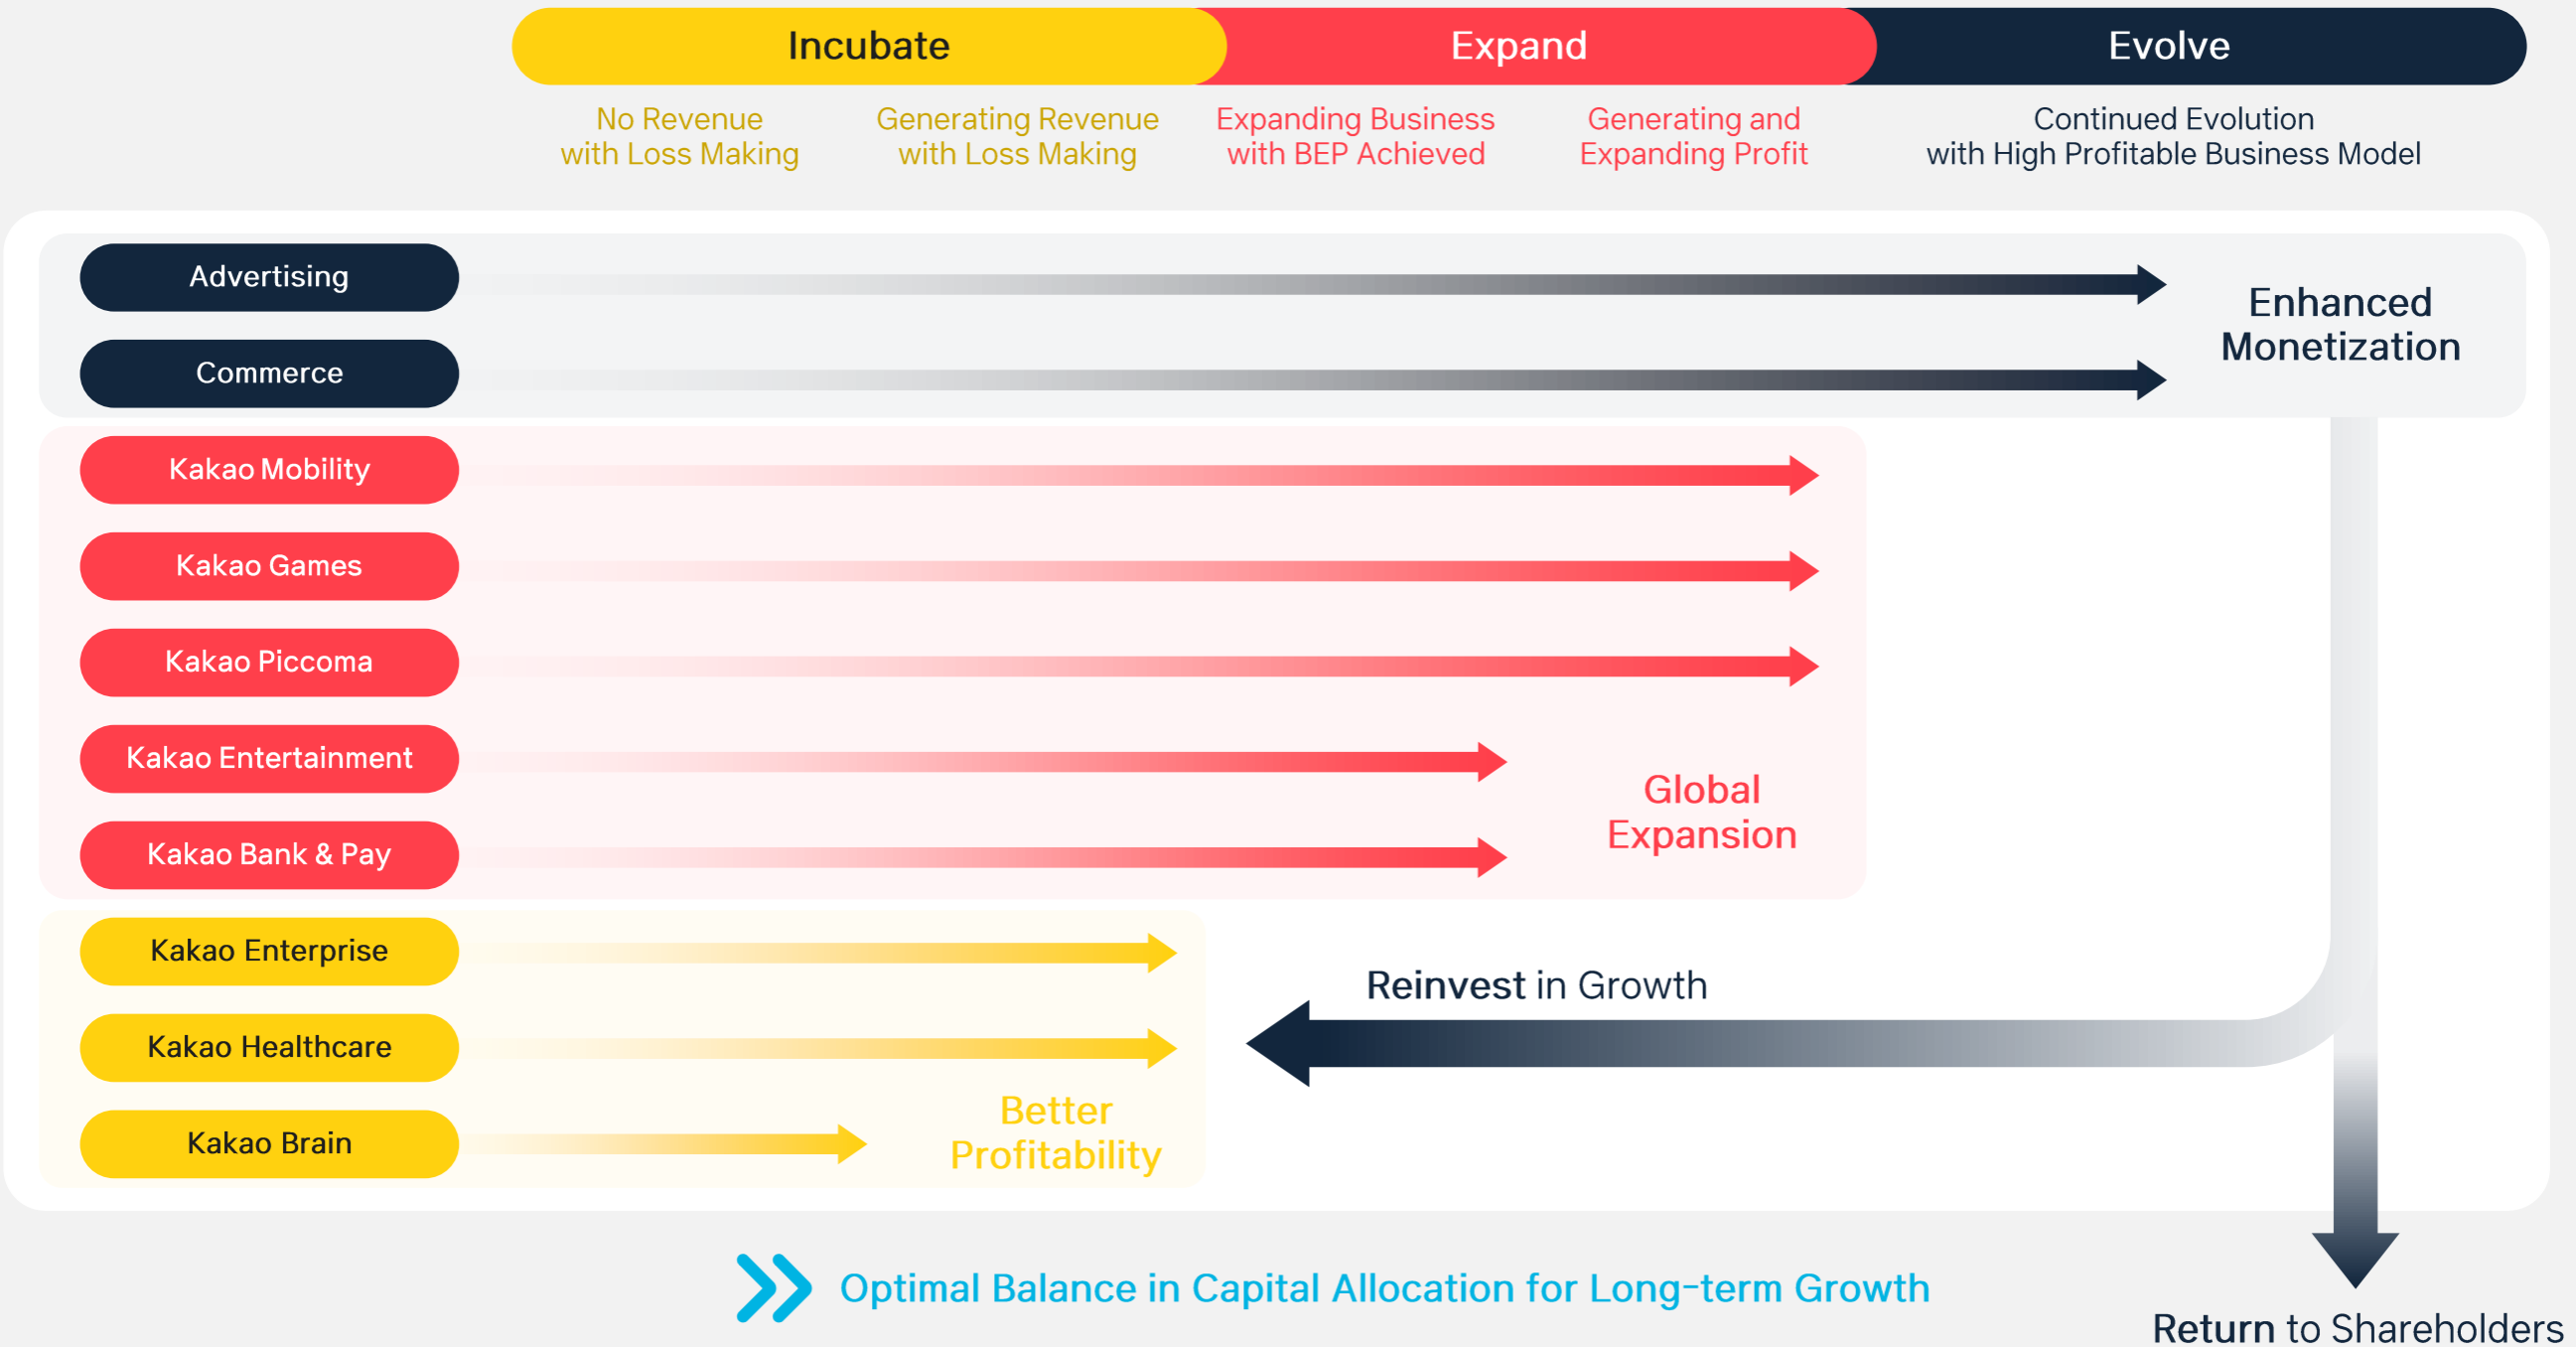 Incubate
Expand
Evolve
No Revenue
with Loss Making
Generating Revenue
with Loss Making
Expanding Business
with BEP Achieved
Generating and
Expanding Profit
Continued Evolution
with High Profitable Business Model
Advertising
Commerce
Enhanced
Monetization
Kakao Mobility
Kakao Games
Kakao Piccoma
Kakao Entertainment
Kakao Bank & Pay
Global
Expansion
Kakao Enterprise
Kakao Healthcare
Kakao Brain
Better
Profitability
Reinvest in Growth
Optimal Balance in Capital Allocation for Long-term Growth
Return to Shareholders